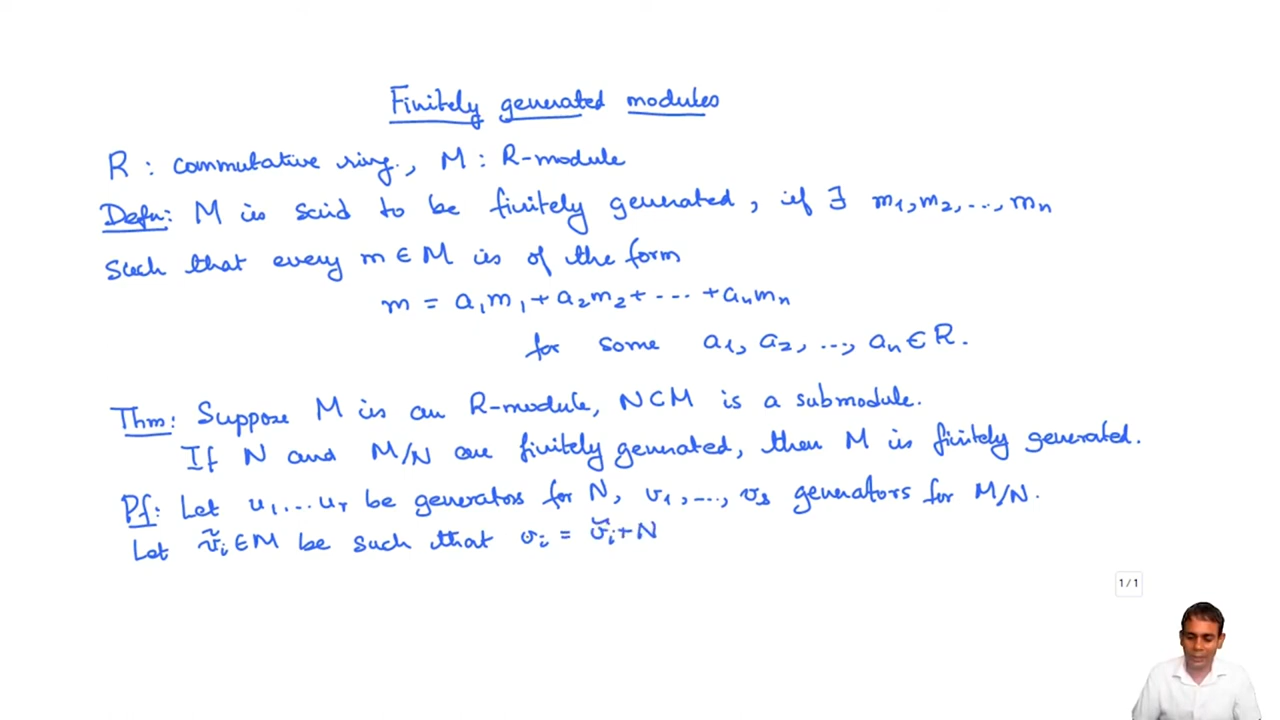 Finitely generated modules
R : commutative ring., M : R-module
Defn: M is said to be finitely generated, if ∃ m₁, m₂, ..., mₙ
such that every m ∈ M is of the form
m = a₁m₁ + a₂m₂ + ··· + aₙmₙ
for some a₁, a₂, ..., aₙ ∈ R.
Thm: Suppose M is an R-module, N ⊂ M is a submodule.
If N and M/N are finitely generated, then M is finitely generated.
Pf: Let u₁, ... uᵣ be generators for N, v₁, ..., vₛ generators for M/N.
Let ṽᵢ ∈ M be such that vᵢ = ṽᵢ + N
1/1